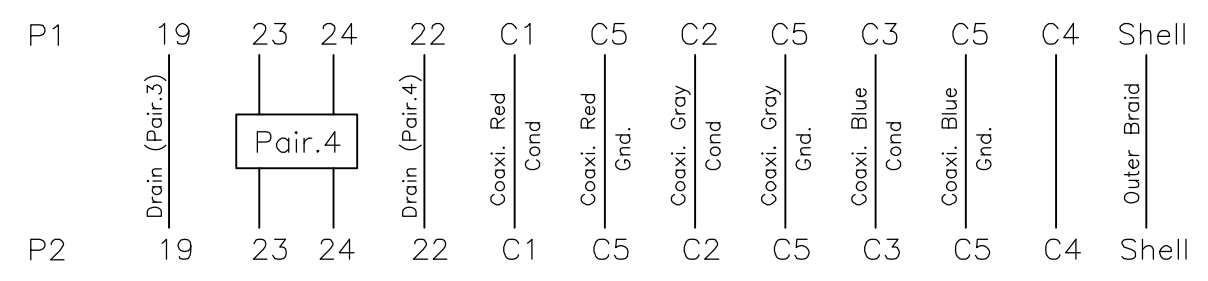 P1 19 23 24 22 C1 C5 C2 C5 C3 C5 C4 Shell
Drain (Pair.3)
Pair.4
Drain (Pair.4)
Coaxi. Red
Cond
Coaxi. Red
Gnd.
Coaxi. Gray
Cond
Coaxi. Gray
Gnd.
Coaxi. Blue
Cond
Coaxi. Blue
Gnd.
Outer Braid
P2 19 23 24 22 C1 C5 C2 C5 C3 C5 C4 Shell